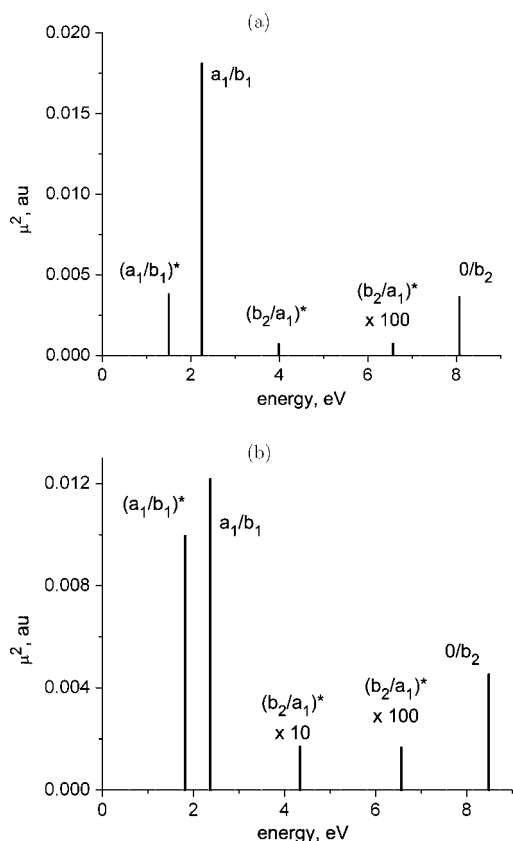 (a)
0.020
0.015
0.010
0.005
0.000
μ², au
a₁/b₁
(a₁/b₁)*
(b₂/a₁)*
(b₂/a₁)*
x 100
0/b₂
0 2 4 6 8
energy, eV
(b)
0.012
0.008
0.004
0.000
μ², au
(a₁/b₁)*
a₁/b₁
(b₂/a₁)*
x 10
(b₂/a₁)*
x 100
0/b₂
0 2 4 6 8
energy, eV